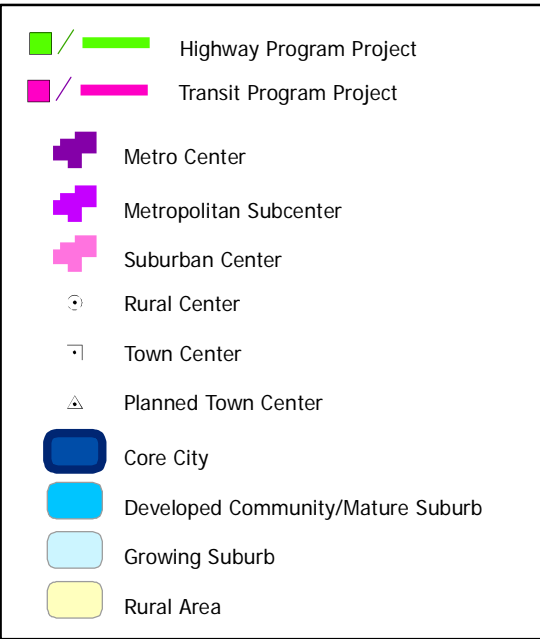 Highway Program Project
Transit Program Project
Metro Center
Metropolitan Subcenter
Suburban Center
Rural Center
Town Center
Planned Town Center
Core City
Developed Community/Mature Suburb
Growing Suburb
Rural Area